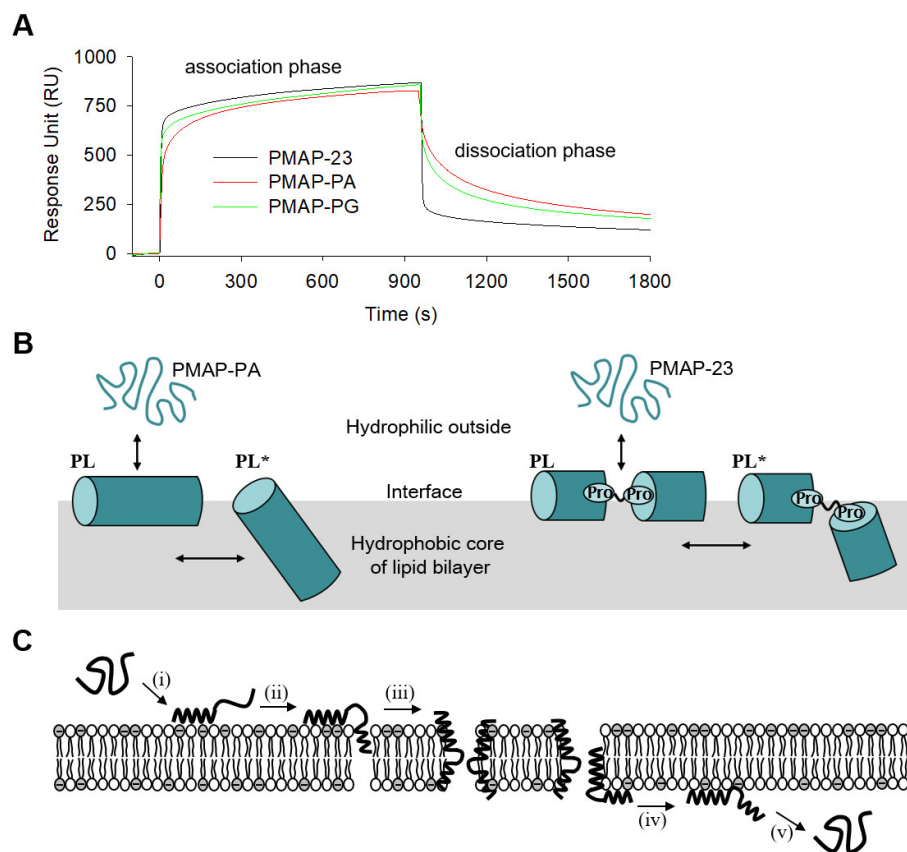 A
1000
750
500
250
0
Response Unit (RU)
association phase
dissociation phase
PMAP-23
PMAP-PA
PMAP-PG
0 300 600 900 1200 1500 1800
Time (s)
B
PMAP-PA
PMAP-23
Hydrophilic outside
PL PL* PL PL*
Interface
Pro Pro Pro Pro
Hydrophobic core
of lipid bilayer
C
(i) (ii) (iii)
(iv) (v)